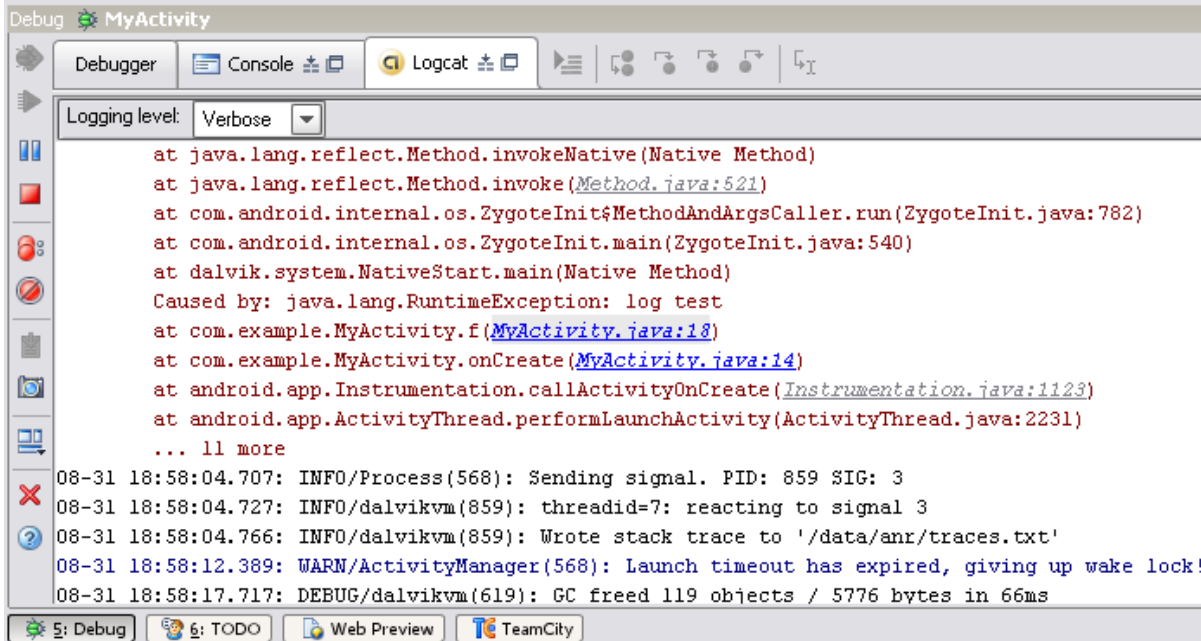 Debug MyActivity
Debugger Console Logcat
Logging level: Verbose
at java.lang.reflect.Method.invokeNative(Native Method)
at java.lang.reflect.Method.invoke(Method.java:521)
at com.android.internal.os.ZygoteInit$MethodAndArgsCaller.run(ZygoteInit.java:782)
at com.android.internal.os.ZygoteInit.main(ZygoteInit.java:540)
at dalvik.system.NativeStart.main(Native Method)
Caused by: java.lang.RuntimeException: log test
at com.example.MyActivity.f(MyActivity.java:18)
at com.example.MyActivity.onCreate(MyActivity.java:14)
at android.app.Instrumentation.callActivityOnCreate(Instrumentation.java:1123)
at android.app.ActivityThread.performLaunchActivity(ActivityThread.java:2231)
... 11 more
08-31 18:58:04.707: INFO/Process(568): Sending signal. PID: 859 SIG: 3
08-31 18:58:04.727: INFO/dalvikvm(859): threadid=7: reacting to signal 3
08-31 18:58:04.766: INFO/dalvikvm(859): Wrote stack trace to '/data/anr/traces.txt'
08-31 18:58:12.389: WARN/ActivityManager(568): Launch timeout has expired, giving up wake lock!
08-31 18:58:17.717: DEBUG/dalvikvm(619): GC freed 119 objects / 5776 bytes in 66ms
5: Debug 6: TODO Web Preview TeamCity